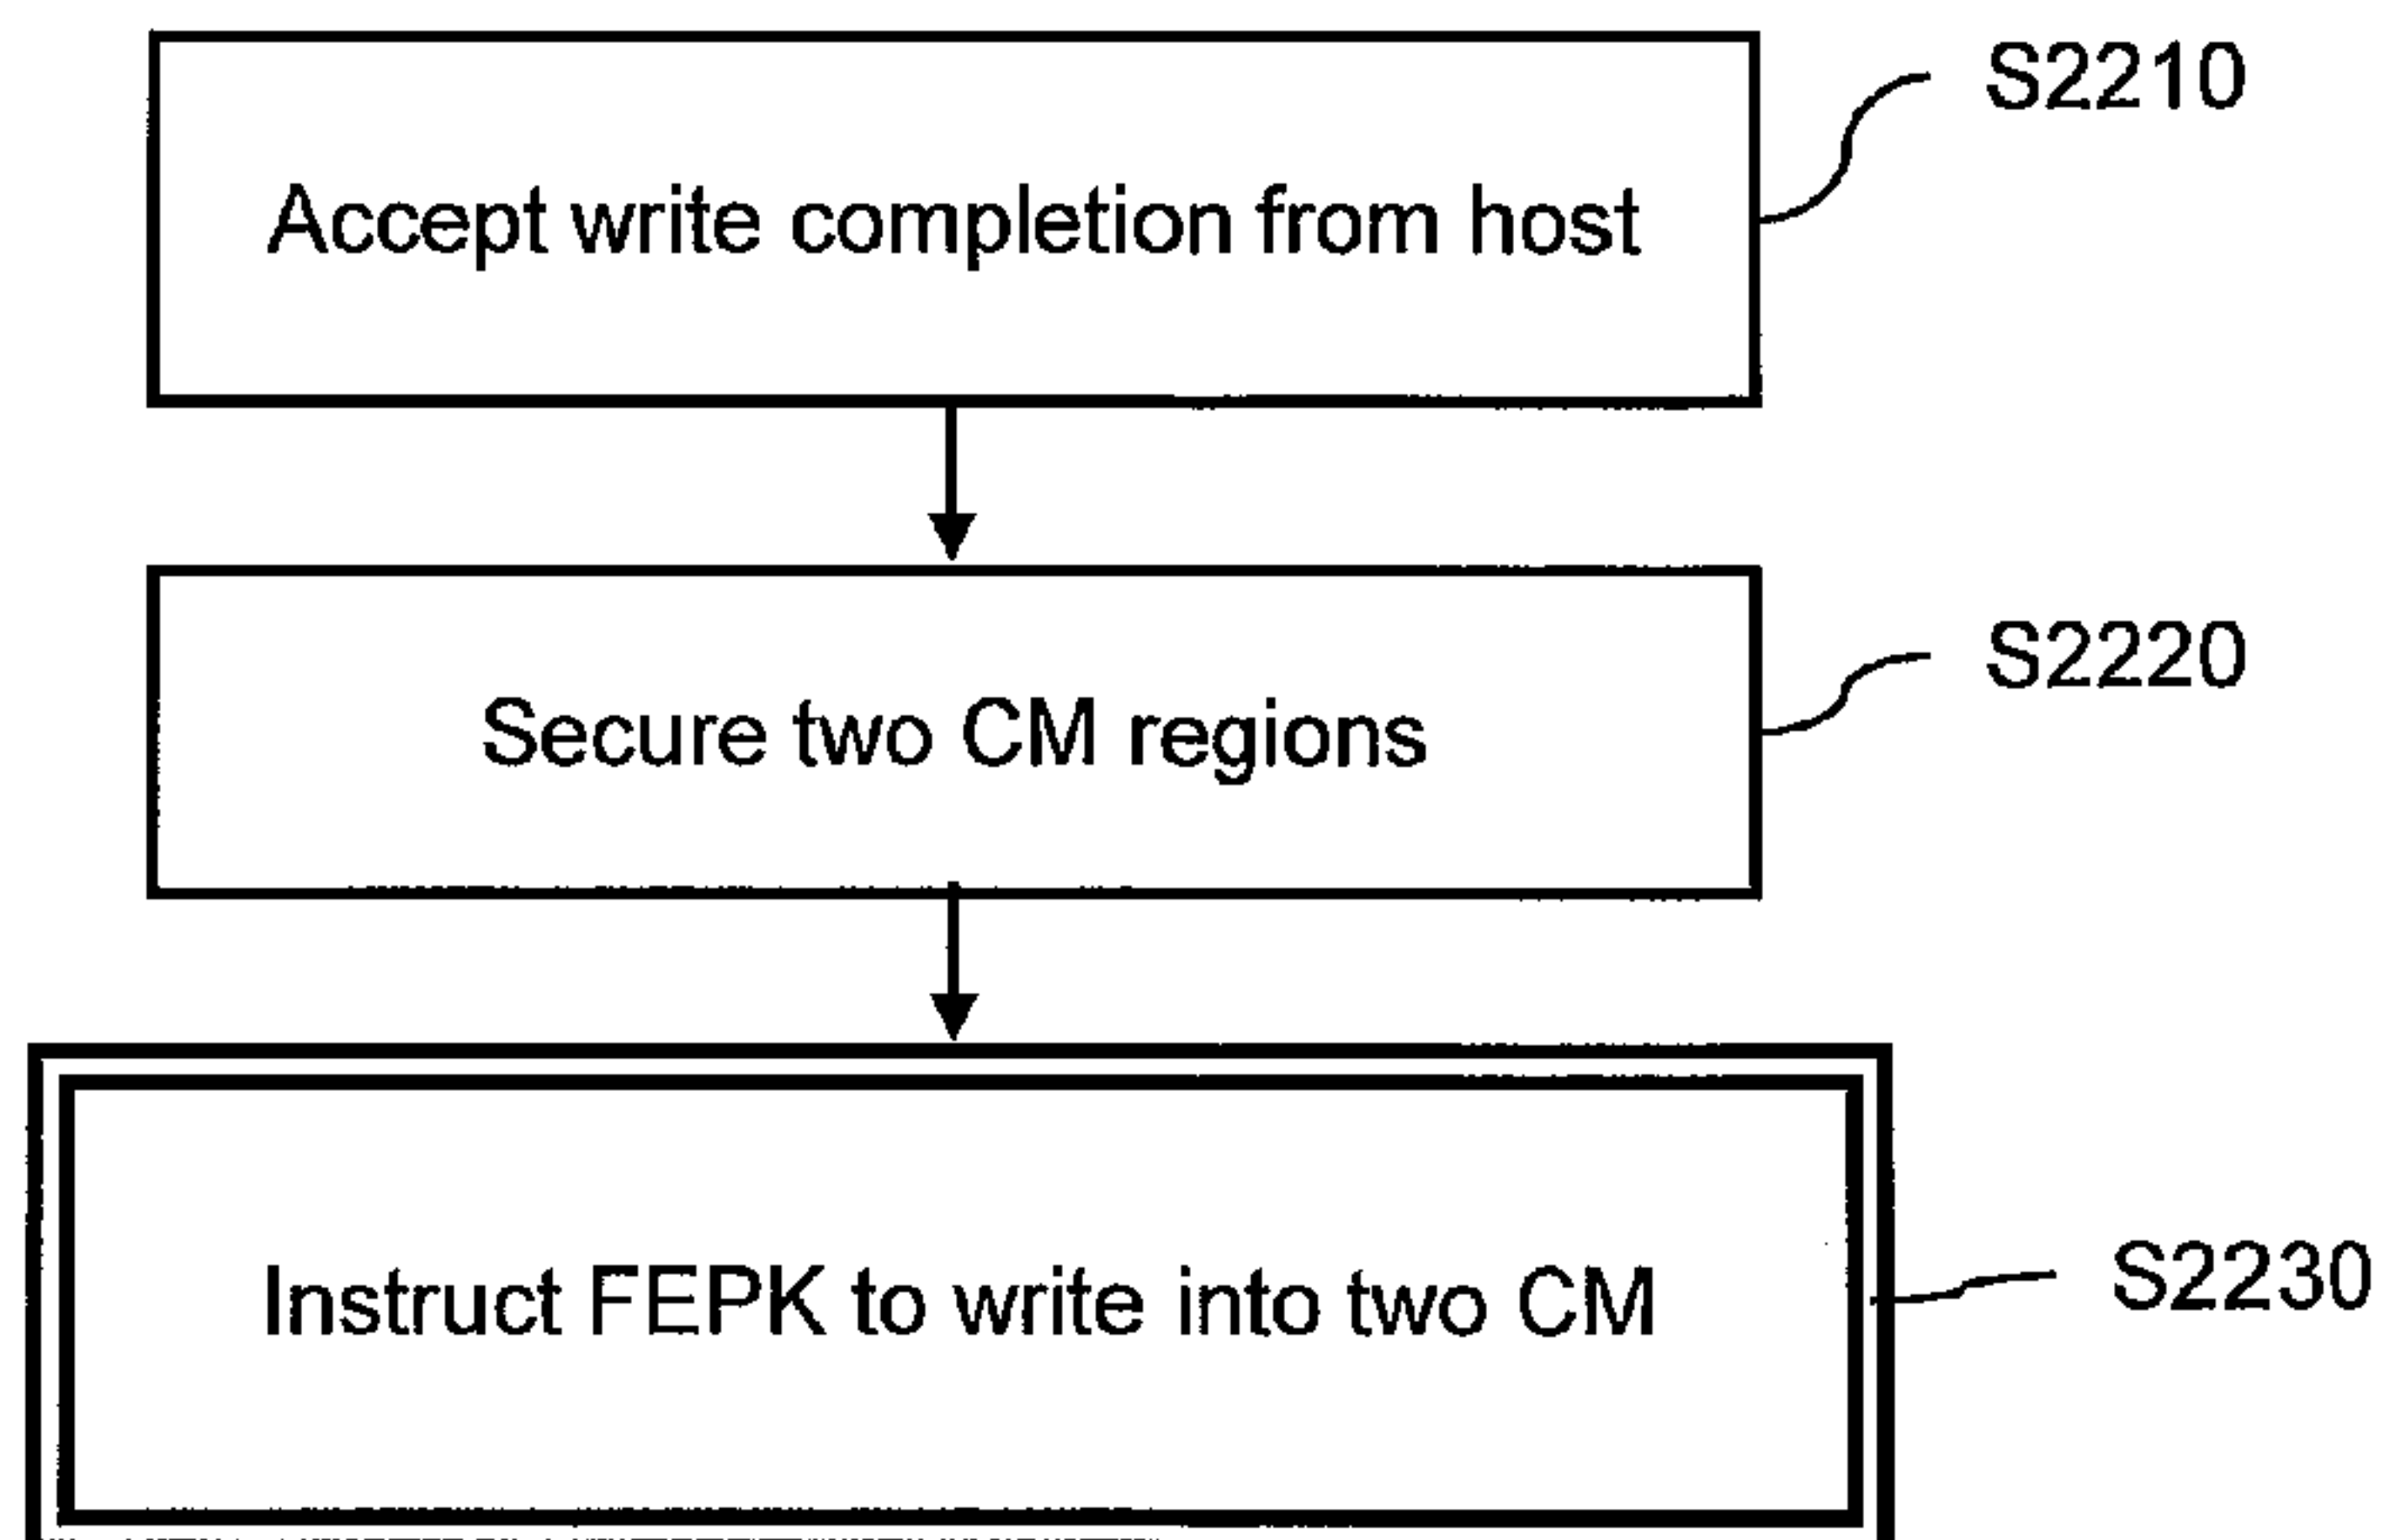 S2210
Accept write completion from host
S2220
Secure two CM regions
S2230
Instruct FEPK to write into two CM